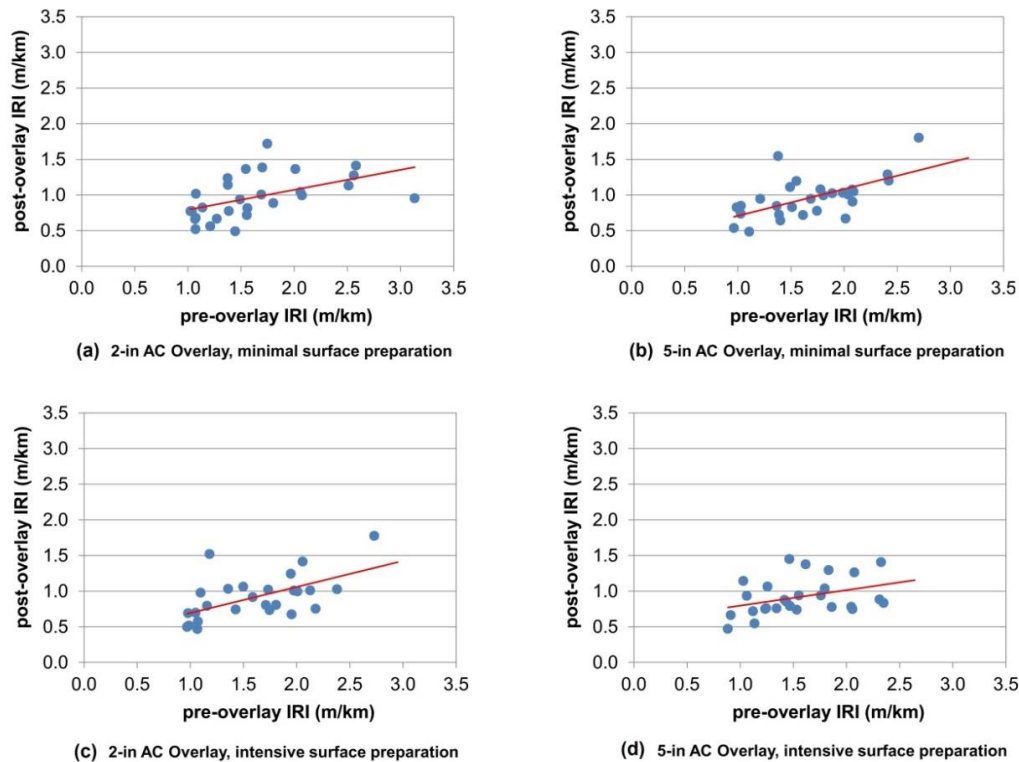 3.5
3.0
2.5
2.0
1.5
1.0
0.5
0.0
post-overlay IRI (m/km)
0.0 0.5 1.0 1.5 2.0 2.5 3.0 3.5
pre-overlay IRI (m/km)
(a) 2-in AC Overlay, minimal surface preparation
3.5
3.0
2.5
2.0
1.5
1.0
0.5
0.0
post-overlay IRI (m/km)
0.0 0.5 1.0 1.5 2.0 2.5 3.0 3.5
pre-overlay IRI (m/km)
(b) 5-in AC Overlay, minimal surface preparation
3.5
3.0
2.5
2.0
1.5
1.0
0.5
0.0
post-overlay IRI (m/km)
0.0 0.5 1.0 1.5 2.0 2.5 3.0 3.5
pre-overlay IRI (m/km)
(c) 2-in AC Overlay, intensive surface preparation
3.5
3.0
2.5
2.0
1.5
1.0
0.5
0.0
post-overlay IRI (m/km)
0.0 0.5 1.0 1.5 2.0 2.5 3.0 3.5
pre-overlay IRI (m/km)
(d) 5-in AC Overlay, intensive surface preparation